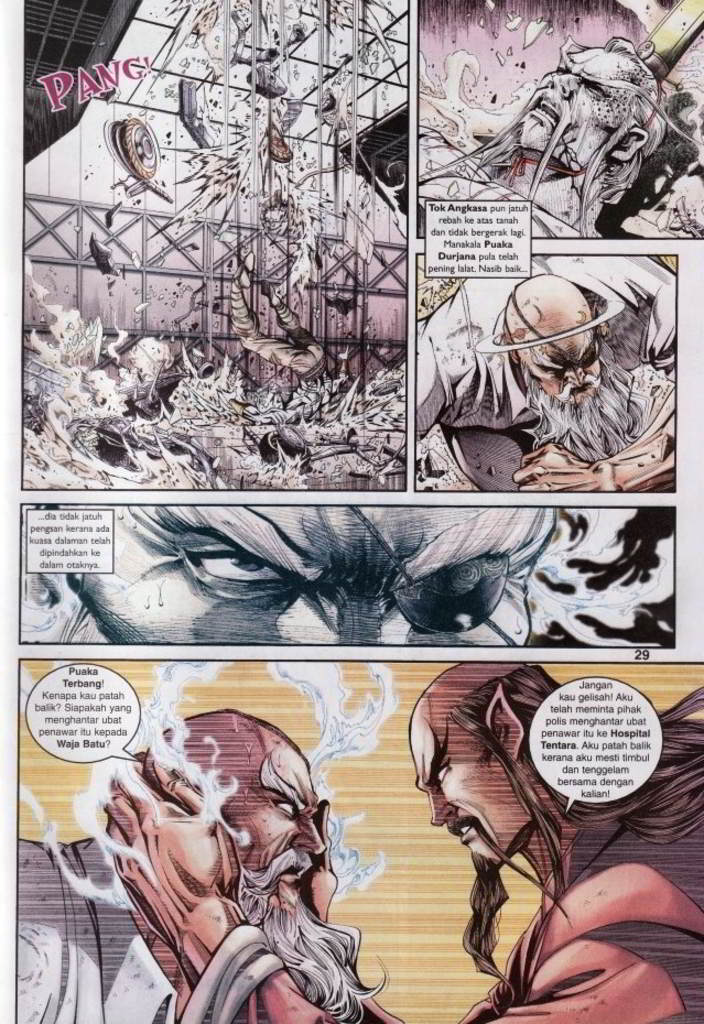 PANG!
Tok Angkasa pun jatuh
rebah ke atas tanah
dan tidak bergerak lagi.
Manakala Puaka
Durjana pula telah
pening lalat. Nasib baik...
...dia tidak jatuh
pengsan kerana ada
kuasa dalaman telah
dipindahkan ke
dalam otaknya.
29
Puaka
Terbang!
Kenapa kau patah
balik? Siapakah yang
menghantar ubat
penawar itu kepada
Waja Batu?
Jangan
kau gelisah! Aku
telah meminta pihak
polis menghantar ubat
penawar itu ke Hospital
Tentara. Aku patah balik
kerana aku mesti timbul
dan tenggelam
bersama dengan
kalian!